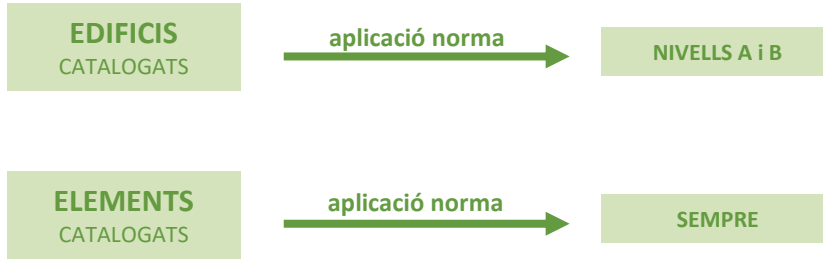 EDIFICIS
CATALOGATS
aplicació norma
NIVELLS A i B
ELEMENTS
CATALOGATS
aplicació norma
SEMPRE